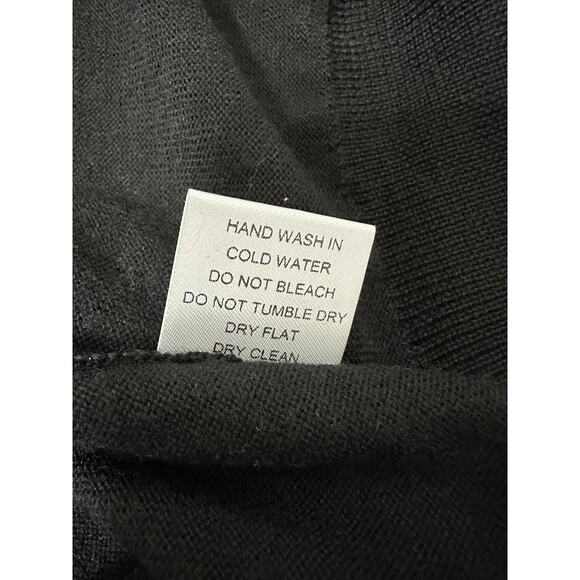 HAND WASH IN
COLD WATER
DO NOT BLEACH
DO NOT TUMBLE DRY
DRY FLAT
DRY CLEAN